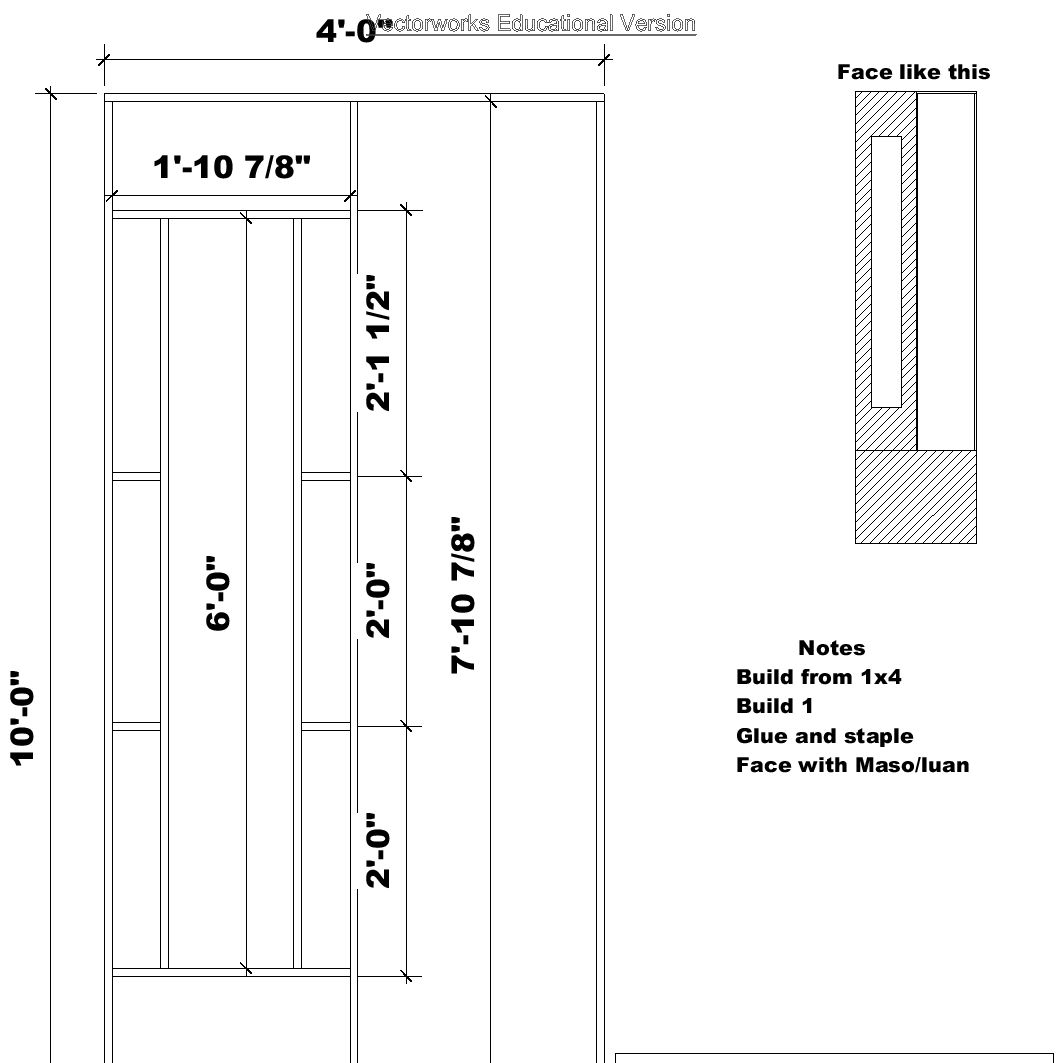 Vectorworks Educational Version
4'-0"
Face like this
1'-10 7/8"
2'-1 1/2"
6'-0"
2'-0"
7'-10 7/8"
10'-0"
2'-0"
Notes
Build from 1x4
Build 1
Glue and staple
Face with Maso/luan